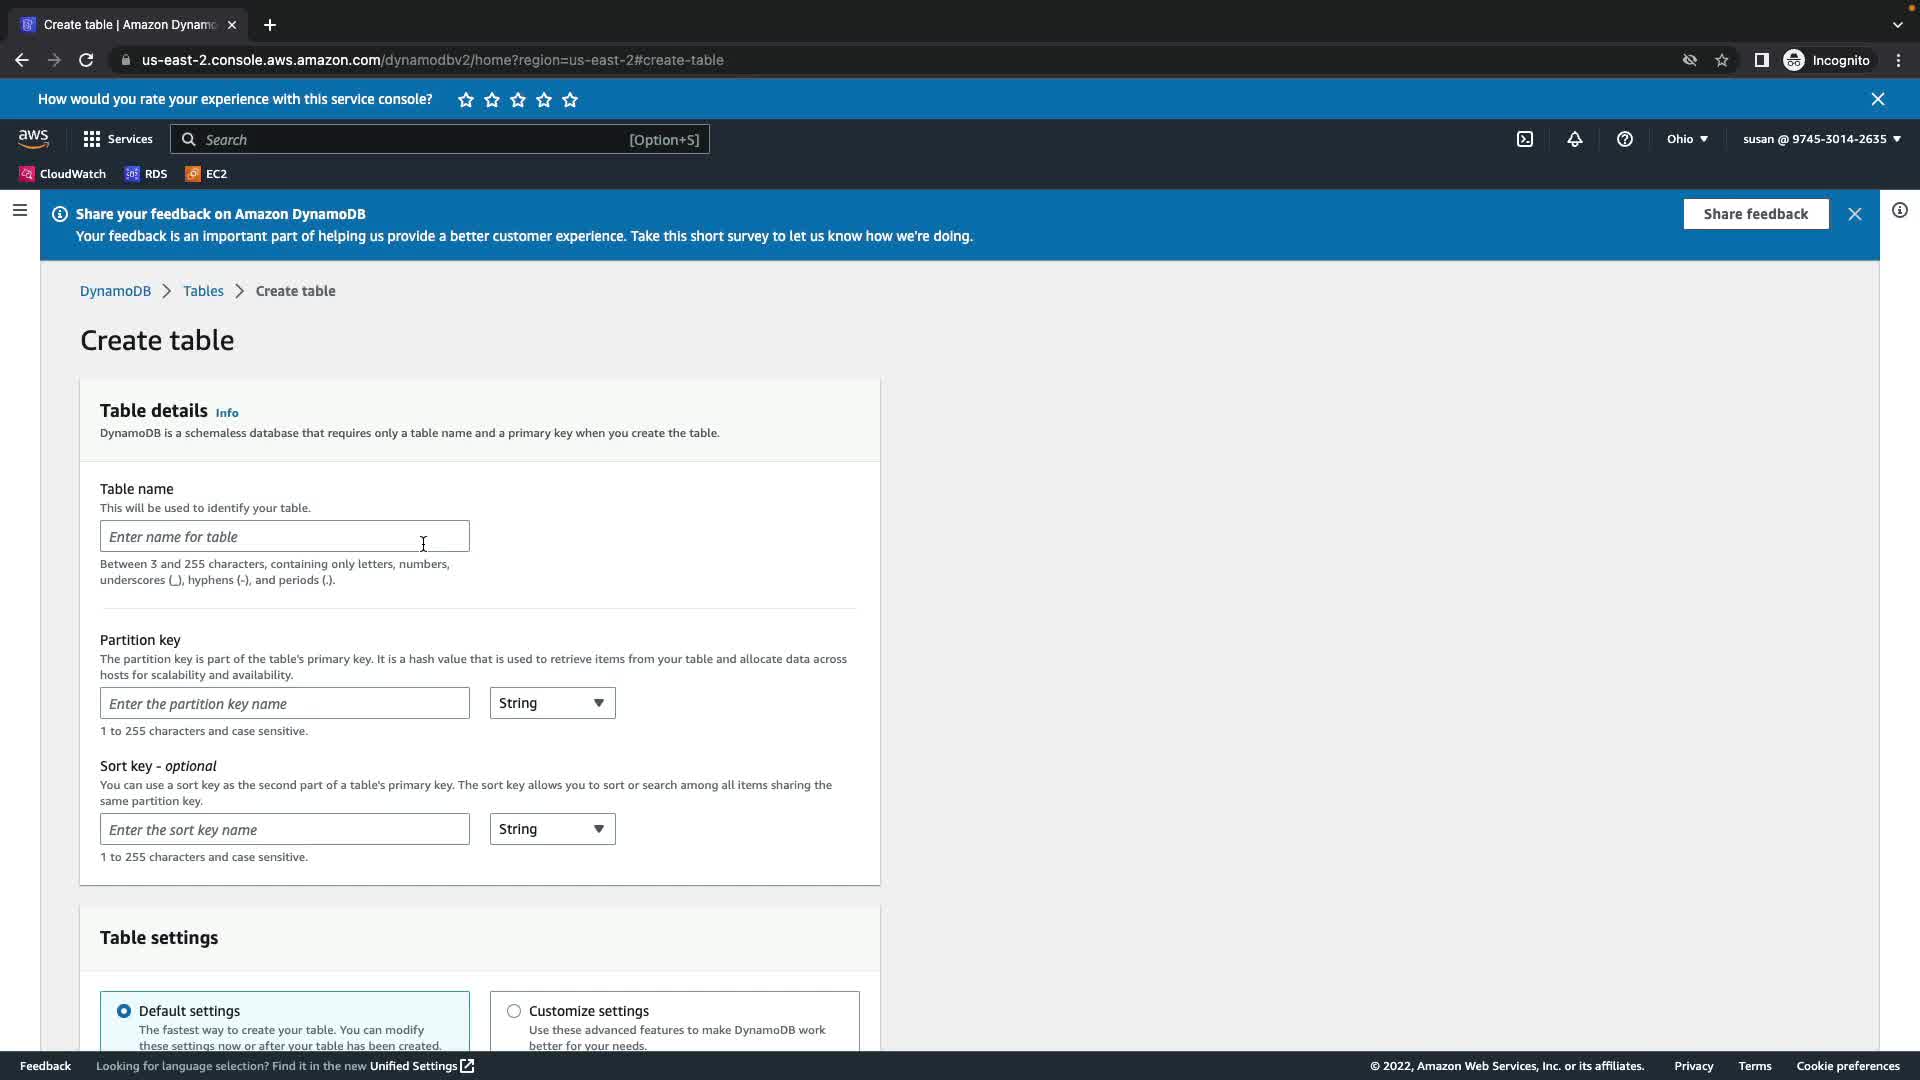 Create table | Amazon Dynamo
us-east-2.console.aws.amazon.com/dynamodbv2/home?region=us-east-2#create-table
Incognito
How would you rate your experience with this service console?
aws
Services
Search
[Option+S]
Ohio
susan @ 9745-3014-2635
CloudWatch
RDS
EC2
Share your feedback on Amazon DynamoDB
Your feedback is an important part of helping us provide a better customer experience. Take this short survey to let us know how we're doing.
Share feedback
DynamoDB
Tables
Create table
Create table
Table details Info
DynamoDB is a schemaless database that requires only a table name and a primary key when you create the table.
Table name
This will be used to identify your table.
Enter name for table
Between 3 and 255 characters, containing only letters, numbers,
underscores (_), hyphens (-), and periods (.).
Partition key
The partition key is part of the table's primary key. It is a hash value that is used to retrieve items from your table and allocate data across
hosts for scalability and availability.
Enter the partition key name
String
1 to 255 characters and case sensitive.
Sort key - optional
You can use a sort key as the second part of a table's primary key. The sort key allows you to sort or search among all items sharing the
same partition key.
Enter the sort key name
String
1 to 255 characters and case sensitive.
Table settings
Default settings
The fastest way to create your table. You can modify
these settings now or after your table has been created.
Customize settings
Use these advanced features to make DynamoDB work
better for your needs.
Feedback
Looking for language selection? Find it in the new Unified Settings
© 2022, Amazon Web Services, Inc. or its affiliates.
Privacy
Terms
Cookie preferences